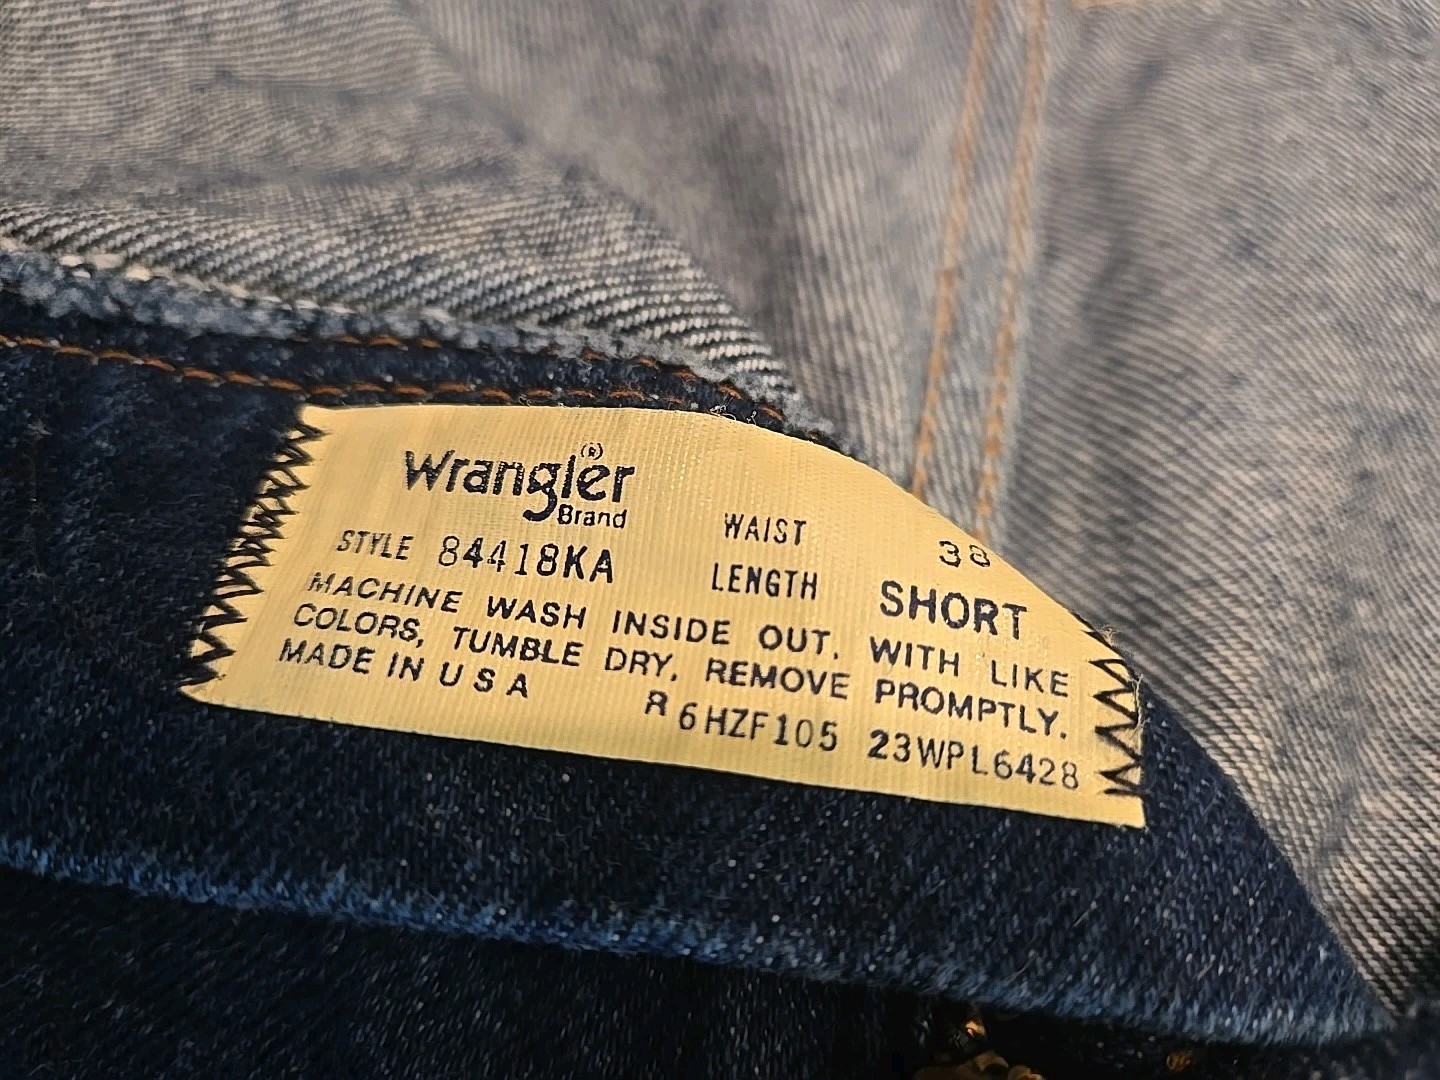 Wrangler®
Brand
WAIST 38
STYLE 84418KA LENGTH SHORT
MACHINE WASH INSIDE OUT. WITH LIKE
COLORS, TUMBLE DRY, REMOVE PROMPTLY.
MADE IN U S A R 6HZF105 23WPL6428